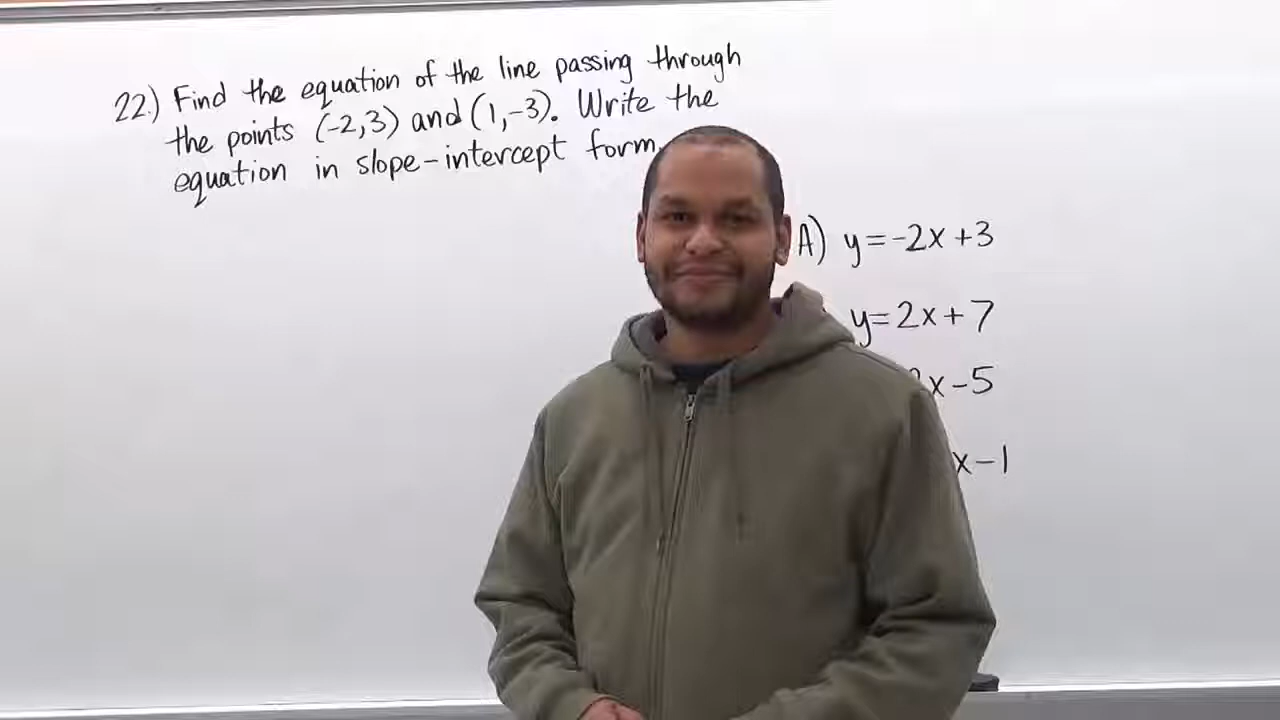 22.) Find the equation of the line passing through
the points (-2,3) and (1,-3). Write the
equation in slope-intercept form.
A) y=-2x+3
y=2x+7
x-5
x-1